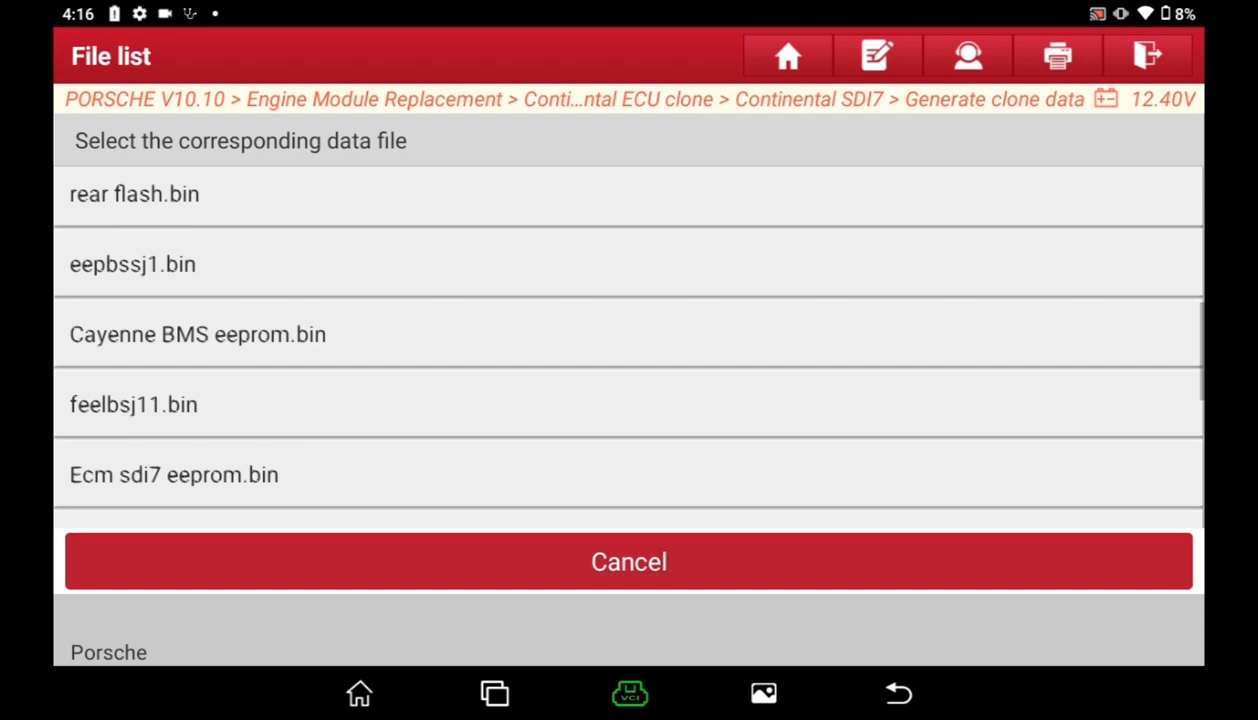 4:16
8%
File list
PORSCHE V10.10 > Engine Module Replacement > Conti...ntal ECU clone > Continental SDI7 > Generate clone data 12.40V
Select the corresponding data file
rear flash.bin
eepbssj1.bin
Cayenne BMS eeprom.bin
feelbsj11.bin
Ecm sdi7 eeprom.bin
Cancel
Porsche
VCI